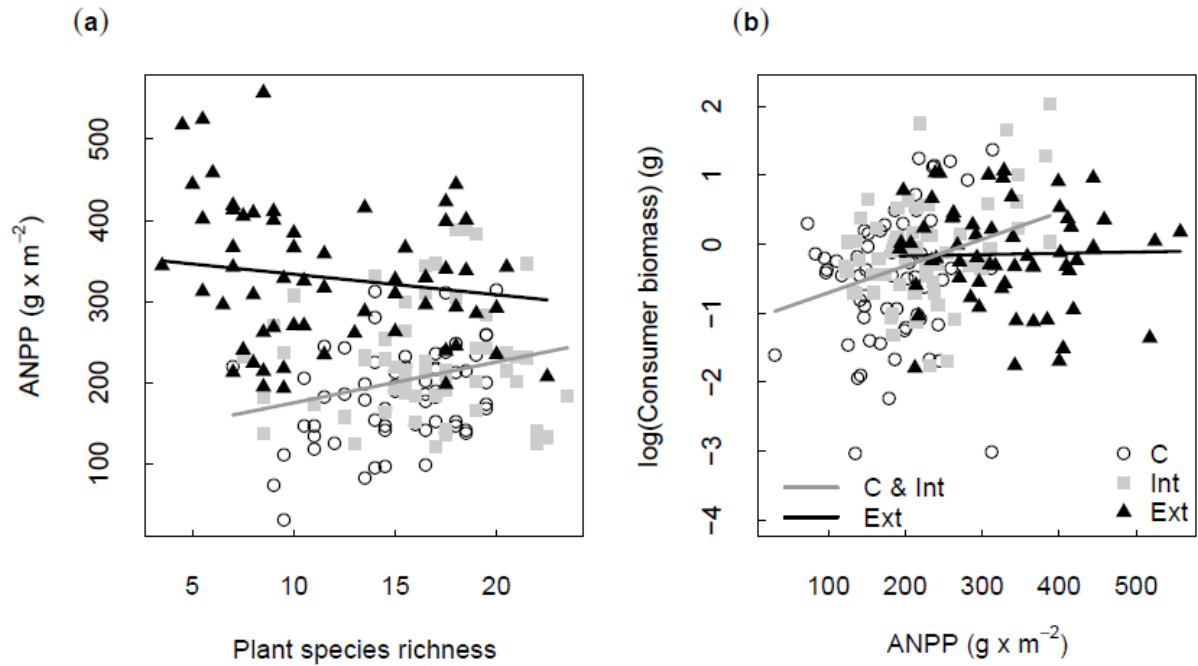 (a)
ANPP (g x m−2)
500
400
300
200
100
5 10 15 20
Plant species richness
(b)
log(Consumer biomass) (g)
2
1
0
−1
−2
−3
−4
C & Int
Ext
C
Int
Ext
100 200 300 400 500
ANPP (g x m−2)